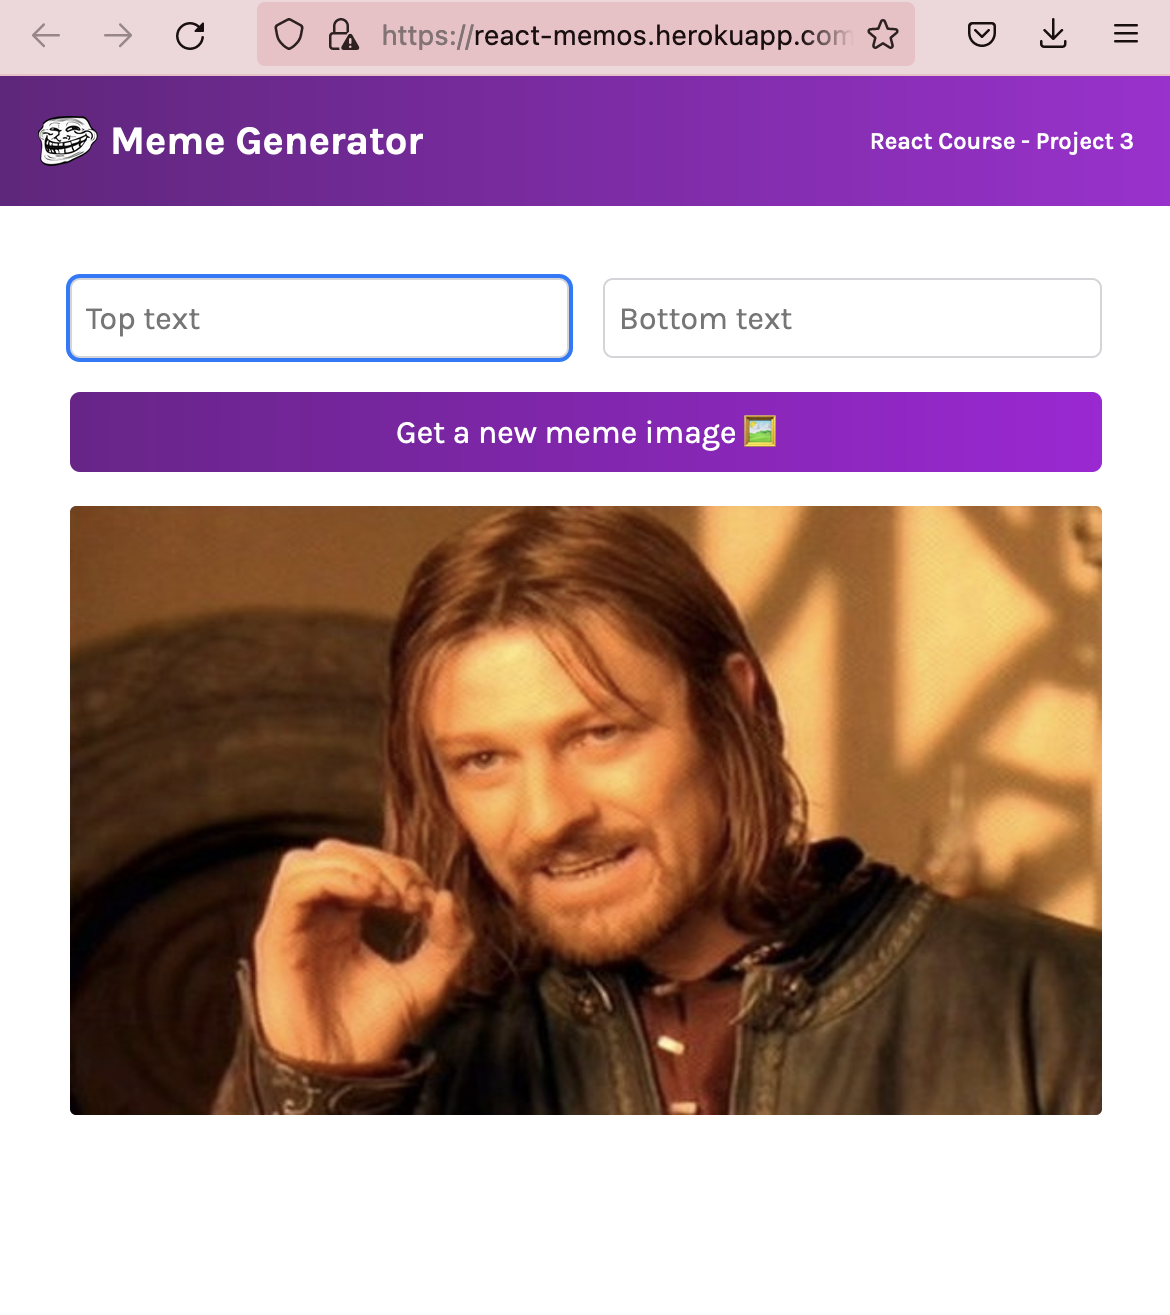 https://react-memos.herokuapp.com
Meme Generator
React Course - Project 3
Top text
Bottom text
Get a new meme image